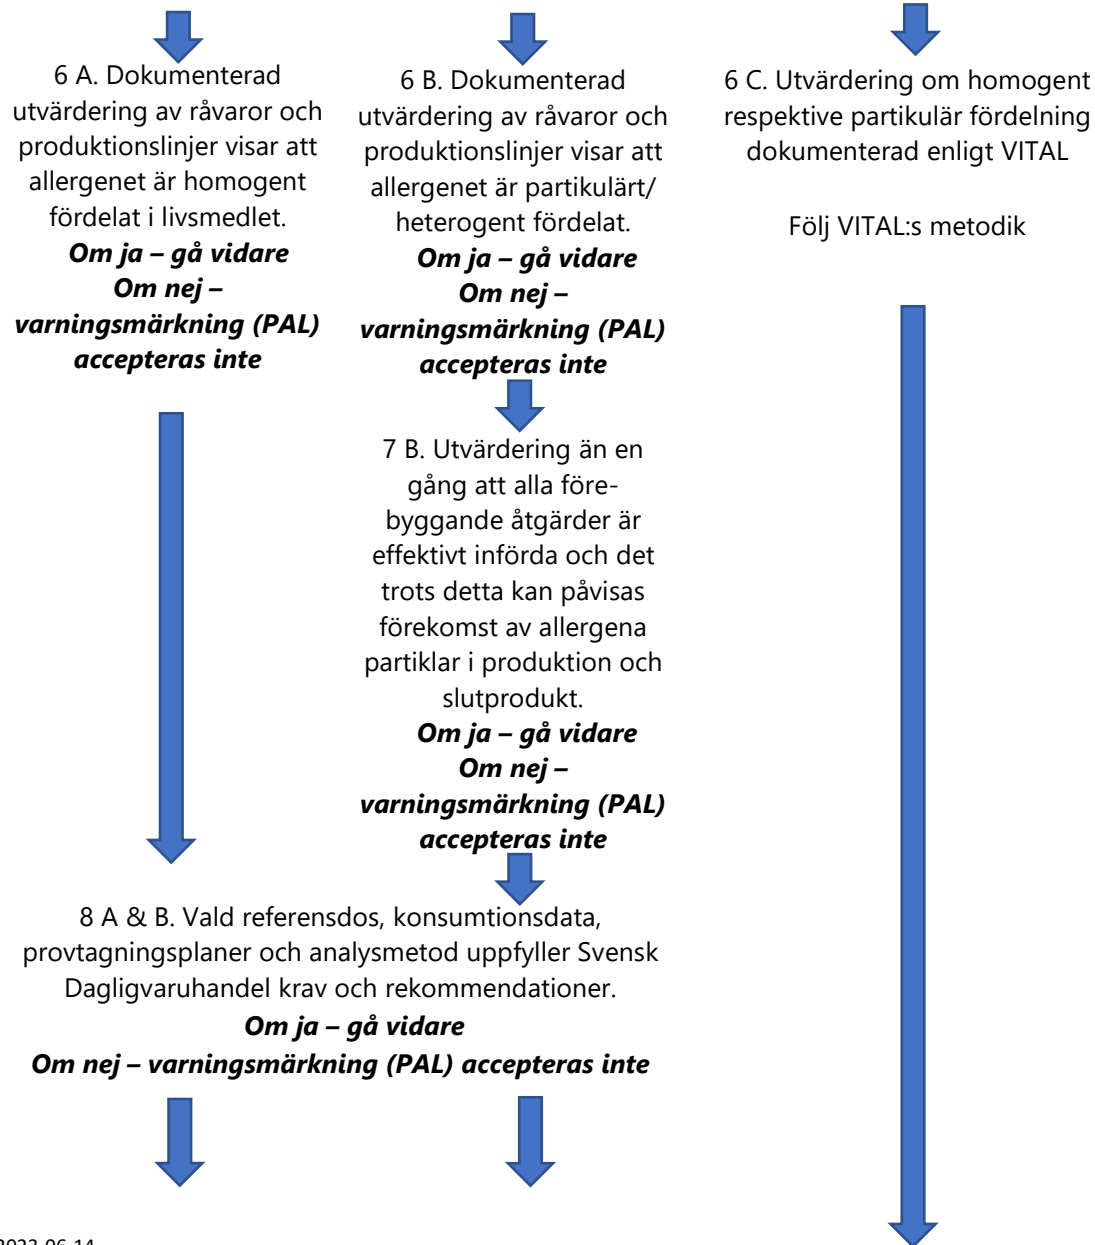 6 A. Dokumenterad
utvärdering av råvaror och
produktionslinjer visar att
allergenet är homogent
fördelat i livsmedlet.
Om ja – gå vidare
Om nej –
varningsmärkning (PAL)
accepteras inte
6 B. Dokumenterad
utvärdering av råvaror och
produktionslinjer visar att
allergenet är partikulärt/
heterogent fördelat.
Om ja – gå vidare
Om nej –
varningsmärkning (PAL)
accepteras inte
6 C. Utvärdering om homogent
respektive partikulär fördelning
dokumenterad enligt VITAL
Följ VITAL:s metodik
7 B. Utvärdering än en
gång att alla före-
byggande åtgärder är
effektivt införda och det
trots detta kan påvisas
förekomst av allergena
partiklar i produktion och
slutprodukt.
Om ja – gå vidare
Om nej –
varningsmärkning (PAL)
accepteras inte
8 A & B. Vald referensdos, konsumtionsdata,
provtagningsplaner och analysmetod uppfyller Svensk
Dagligvaruhandel krav och rekommendationer.
Om ja – gå vidare
Om nej – varningsmärkning (PAL) accepteras inte
2023-06-14